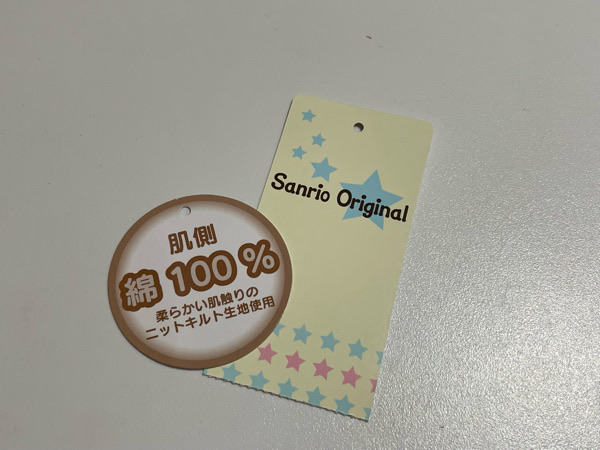 Sanrio Original
肌側
綿 100 %
柔らかい肌触りの
ニットキルト生地使用